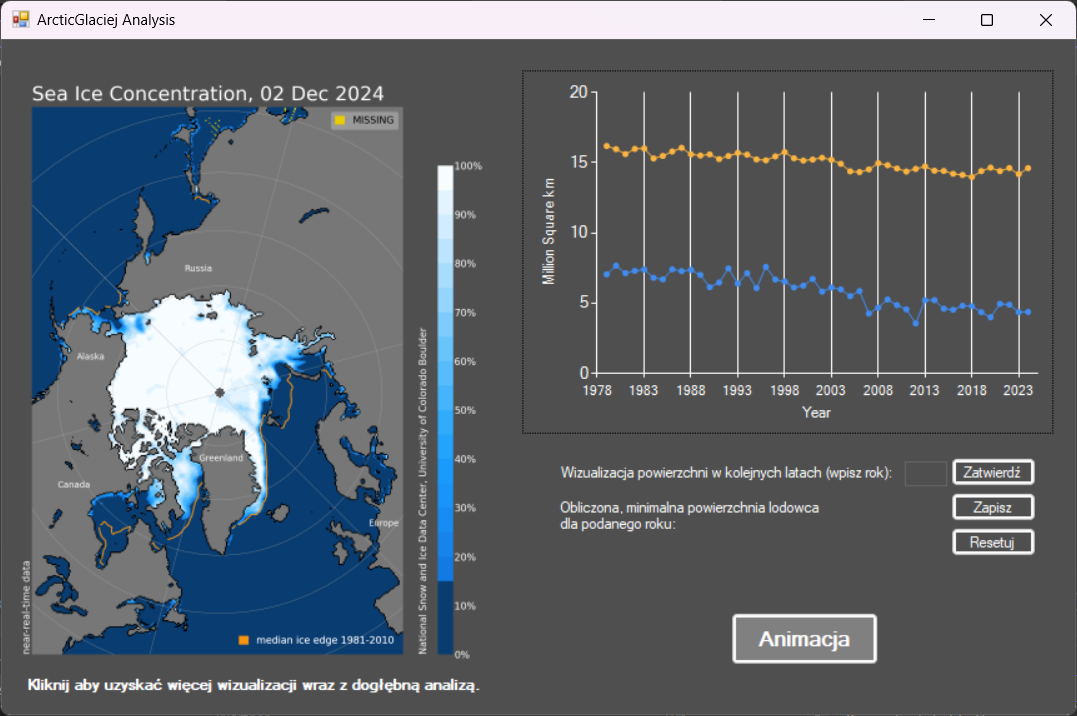 ArcticGlaciej Analysis
Sea Ice Concentration, 02 Dec 2024
MISSING
Russia
Alaska
Greenland
Canada
Europe
near-real-time data
median ice edge 1981-2010
National Snow and Ice Data Center, University of Colorado Boulder
100%
90%
80%
70%
60%
50%
40%
30%
20%
10%
0%
Kliknij aby uzyskać więcej wizualizacji wraz z dogłębną analizą.
Million Square km
20
15
10
5
0
1978 1983 1988 1993 1998 2003 2008 2013 2018 2023
Year
Wizualizacja powierzchni w kolejnych latach (wpisz rok):
Zatwierdź
Obliczona, minimalna powierzchnia lodowca
dla podanego roku:
Zapisz
Resetuj
Animacja